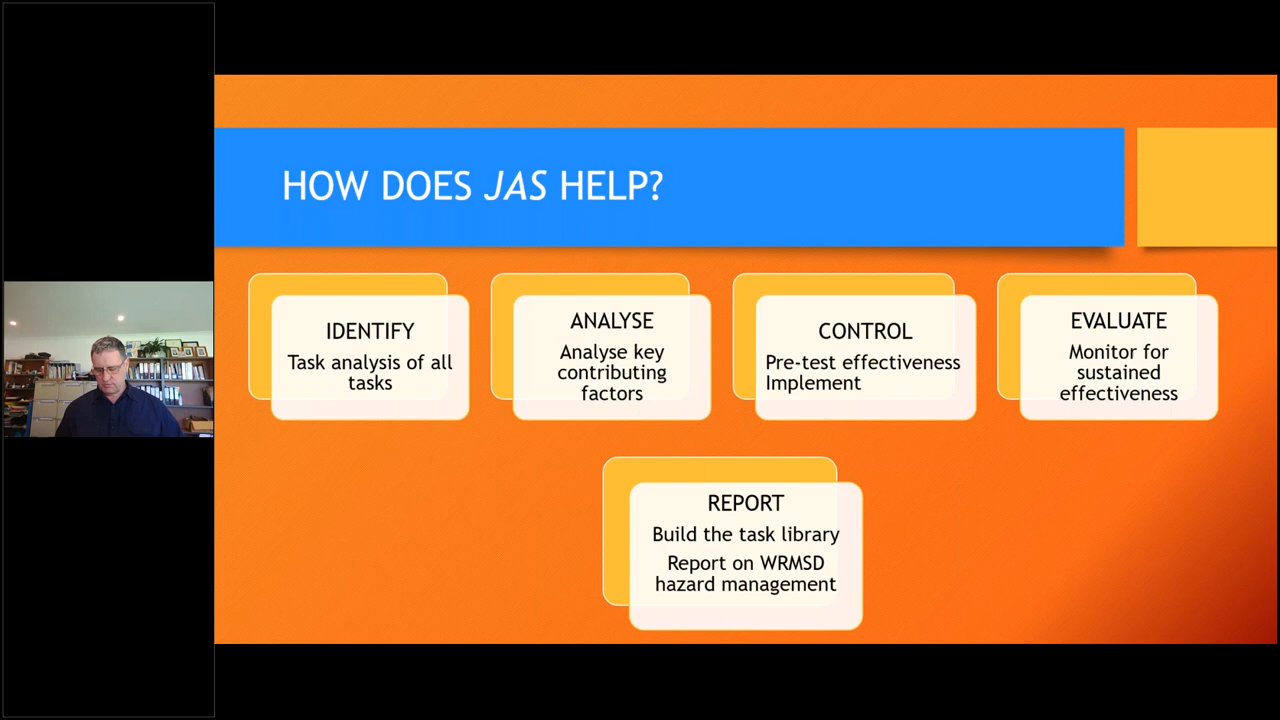 HOW DOES JAS HELP?
IDENTIFY
Task analysis of all
tasks
ANALYSE
Analyse key
contributing
factors
CONTROL
Pre-test effectiveness
Implement
EVALUATE
Monitor for
sustained
effectiveness
REPORT
Build the task library
Report on WRMSD
hazard management